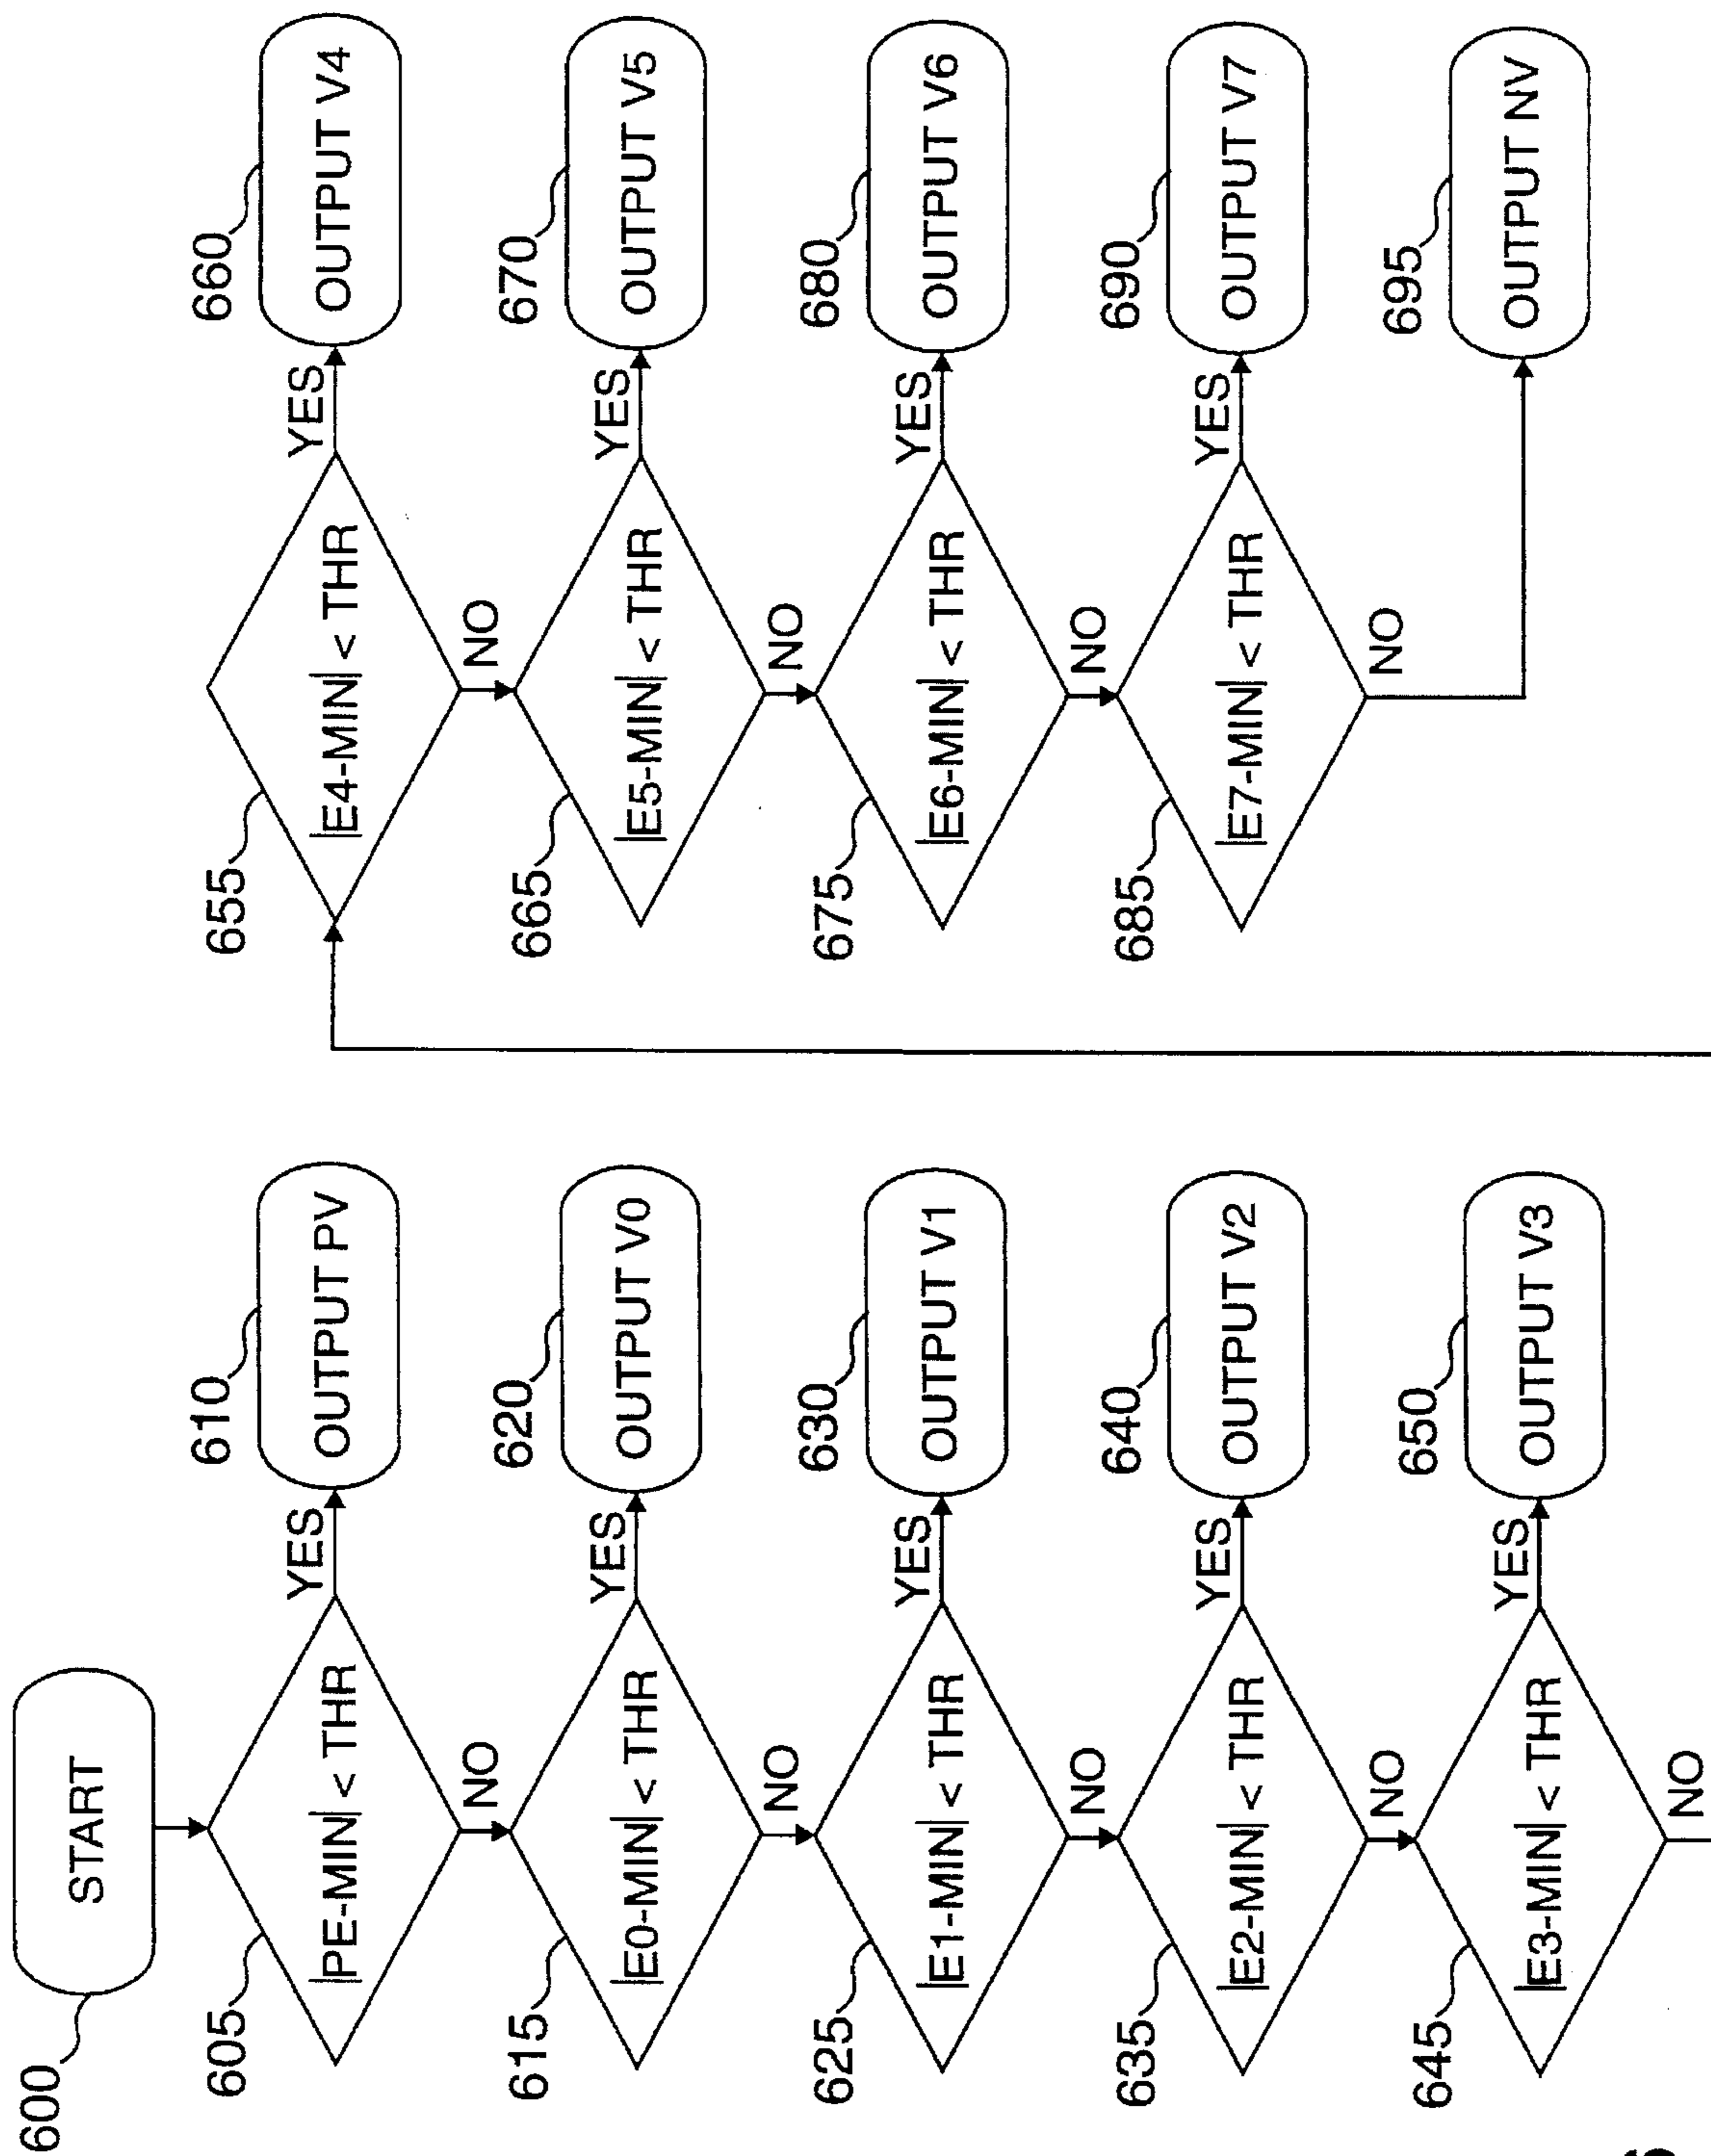 600
START
605
|PE-MIN| < THR
YES
610
OUTPUT PV
NO
615
|E0-MIN| < THR
YES
620
OUTPUT V0
NO
625
|E1-MIN| < THR
YES
630
OUTPUT V1
NO
635
|E2-MIN| < THR
YES
640
OUTPUT V2
NO
645
|E3-MIN| < THR
YES
650
OUTPUT V3
NO
655
|E4-MIN| < THR
YES
660
OUTPUT V4
NO
665
|E5-MIN| < THR
YES
670
OUTPUT V5
NO
675
|E6-MIN| < THR
YES
680
OUTPUT V6
NO
685
|E7-MIN| < THR
YES
690
OUTPUT V7
NO
695
OUTPUT NV